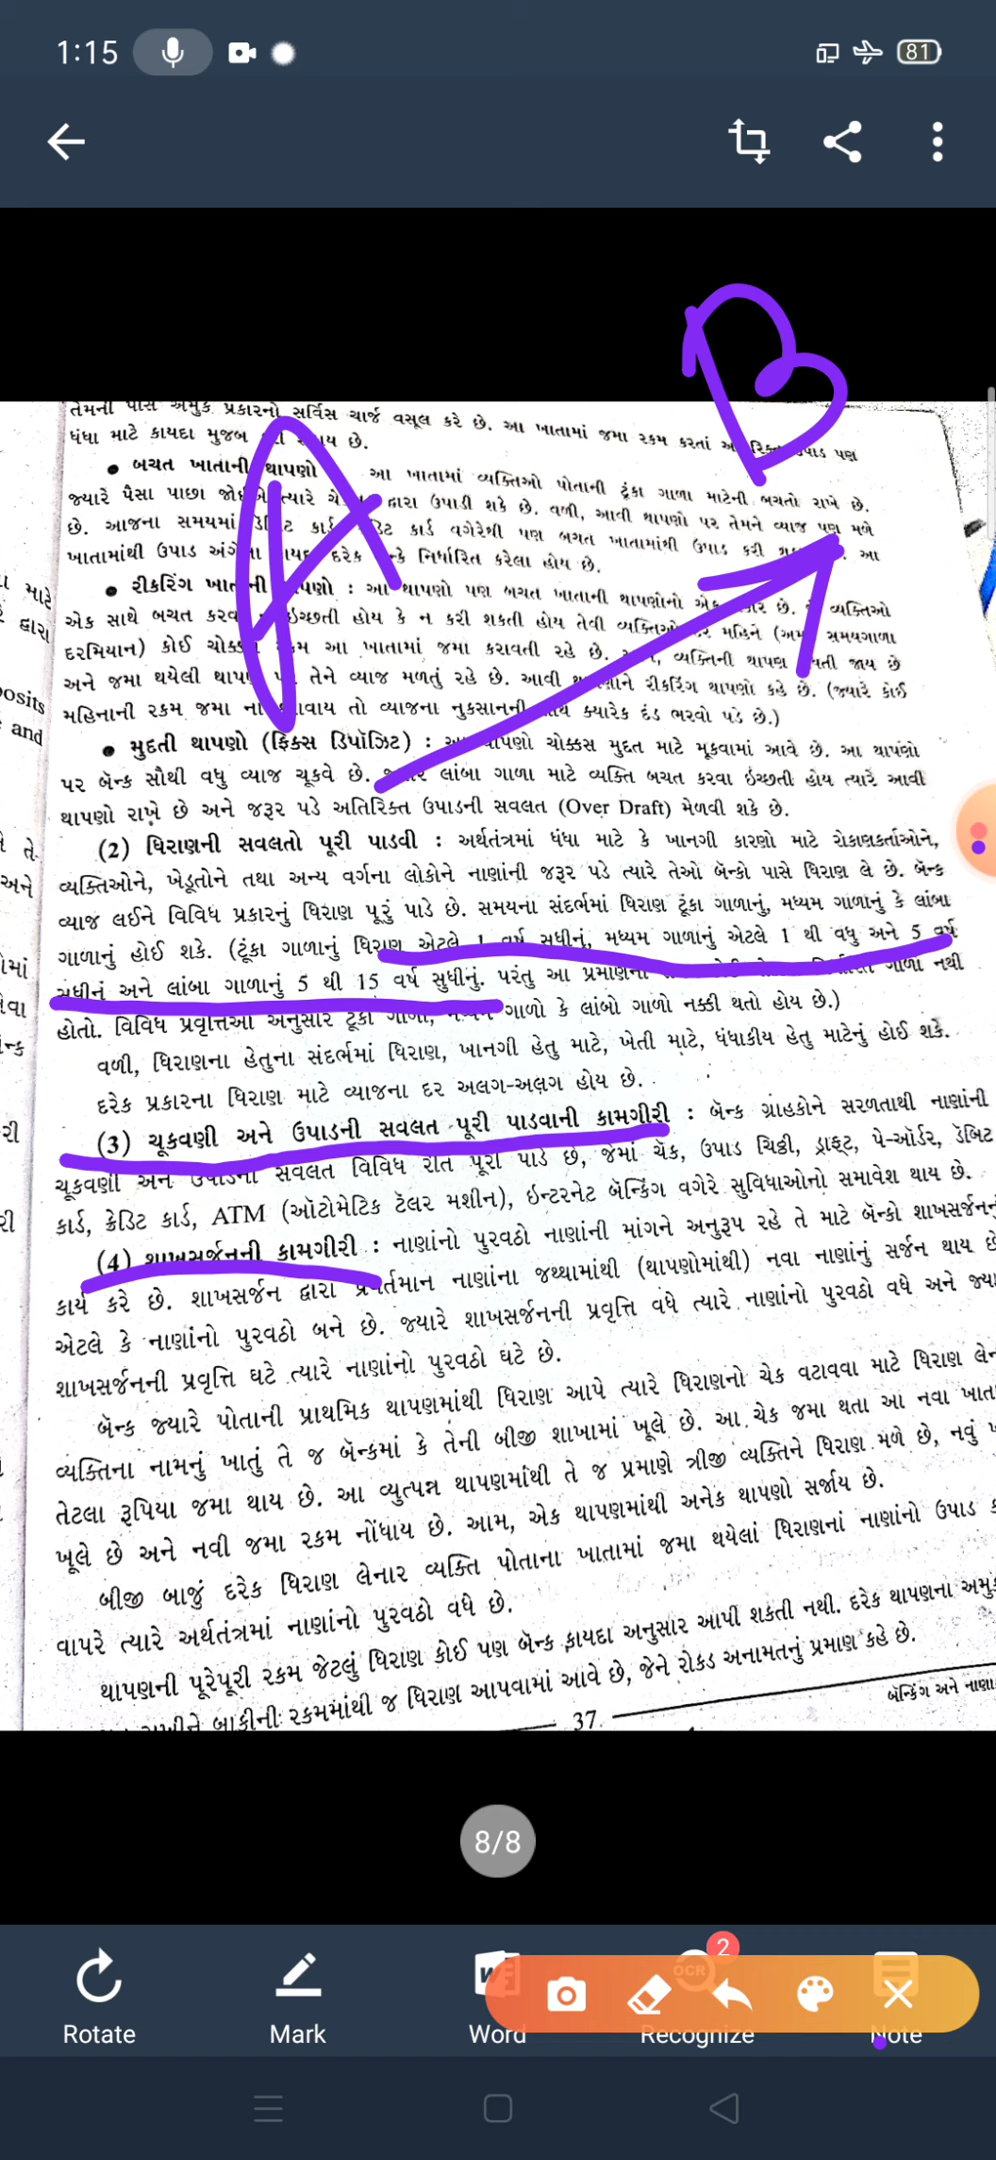 1:15
81
B
તેમની પાસે અમુક પ્રકારનો સર્વિસ ચાર્જ વસૂલ કરે છે. આ ખાતામાં જમા રકમ કરતાં પણ
ધંધા માટે કાયદા મુજબ છે.
A
• બચત ખાતાની થાપણો આ ખાતામાં વ્યક્તિઓ પોતાની ટૂંકા ગાળા માટેની બચતો રાખે છે.
જ્યારે પૈસા પાછા ત્યારે દ્વારા ઉપાડી શકે છે. વળી, આવી થાપણો પર તેમને વ્યાજ પણ મળે
છે. આજના સમયમાં કાર્ડ કાર્ડ વગેરેથી પણ બચત ખાતામાંથી ઉપાડ કરી આ
ખાતામાંથી ઉપાડ દરેક નિર્ધારિત કરેલા હોય છે.
માટે
દ્વારા
• રીકરિંગ : આ થાપણો પણ બચત ખાતાની થાપણોનો છે. વ્યક્તિઓ
એક સાથે બચત ઇચ્છતી હોય કે ન કરી શકતી હોય તેવી મહિને સમયગાળા
દરમિયાન) કોઈ આ ખાતામાં જમા કરાવતી રહે છે. વ્યક્તિની થાપણ જાય છે
posits
and
અને જમા થયેલી તેને વ્યાજ મળતું રહે છે. આવી રીકરિંગ થાપણો કહે છે. (જ્યારે કોઈ
મહિનાની રકમ જમા તો વ્યાજના નુકસાનની ક્યારેક દંડ ભરવો પડે છે.)
• મુદતી થાપણો (ફિક્સ ડિપૉઝિટ) : થાપણો ચોક્કસ મુદત માટે મૂકવામાં આવે છે. આ થાપણો
પર બૅન્ક સૌથી વધુ વ્યાજ ચૂકવે છે. લાંબા ગાળા માટે વ્યક્તિ બચત કરવા ઇચ્છતી હોય ત્યારે આવી
થાપણો રાખે છે અને જરૂર પડે અતિરિક્ત ઉપાડની સવલત (Over Draft) મેળવી શકે છે.
(2) ધિરાણની સવલતો પૂરી પાડવી : અર્થતંત્રમાં ધંધા માટે કે ખાનગી કારણો માટે રોકાણકર્તાઓને,
અને
વ્યક્તિઓને, ખેડૂતોને તથા અન્ય વર્ગના લોકોને નાણાંની જરૂર પડે ત્યારે તેઓ બૅન્કો પાસે ધિરાણ લે છે. બૅન્ક
વ્યાજ લઈને વિવિધ પ્રકારનું ધિરાણ પૂરું પાડે છે. સમયના સંદર્ભમાં ધિરાણ ટૂંકા ગાળાનું, મધ્યમ ગાળાનું કે લાંબા
ગાળાનું હોઈ શકે. (ટૂંકા ગાળાનું ધિરાણ એટલે 1 વર્ષ સુધીનું, મધ્યમ ગાળાનું એટલે 1 થી વધુ અને 5 વર્ષ
સુધીનું અને લાંબા ગાળાનું 5 થી 15 વર્ષ સુધીનું. પરંતુ આ પ્રમાણેના ગાળા નથી
હોતો. વિવિધ પ્રવૃત્તિઓ અનુસાર ટૂંકો ગાળો, મધ્યમ ગાળો કે લાંબો ગાળો નક્કી થતો હોય છે.)
વળી, ધિરાણના હેતુના સંદર્ભમાં ધિરાણ, ખાનગી હેતુ માટે, ખેતી માટે, ધંધાકીય હેતુ માટેનું હોઈ શકે.
દરેક પ્રકારના ધિરાણ માટે વ્યાજના દર અલગ-અલગ હોય છે.
(3) ચૂકવણી અને ઉપાડની સવલત પૂરી પાડવાની કામગીરી : બૅન્ક ગ્રાહકોને સરળતાથી નાણાંની
ચૂકવણી અને ઉપાડની સવલત વિવિધ રીતે પૂરી પાડે છે, જેમાં ચૅક, ઉપાડ ચિઠ્ઠી, ડ્રાફ્ટ, પે-ઑર્ડર, ડૅબિટ
કાર્ડ, ક્રેડિટ કાર્ડ, ATM (ઑટોમેટિક ટૅલર મશીન), ઇન્ટરનેટ બૅન્કિંગ વગેરે સુવિધાઓનો સમાવેશ થાય છે.
(4) શાખસર્જનની કામગીરી : નાણાંનો પુરવઠો નાણાંની માંગને અનુરૂપ રહે તે માટે બૅન્કો શાખસર્જનનું
કાર્ય કરે છે. શાખસર્જન દ્વારા પ્રવર્તમાન નાણાંના જથ્થામાંથી (થાપણોમાંથી) નવા નાણાંનું સર્જન થાય છે
એટલે કે નાણાંનો પુરવઠો બને છે. જ્યારે શાખસર્જનની પ્રવૃત્તિ વધે ત્યારે નાણાંનો પુરવઠો વધે અને
શાખસર્જનની પ્રવૃત્તિ ઘટે ત્યારે નાણાંનો પુરવઠો ઘટે છે.
બૅન્ક જ્યારે પોતાની પ્રાથમિક થાપણમાંથી ધિરાણ આપે ત્યારે ધિરાણનો ચેક વટાવવા માટે ધિરાણ
વ્યક્તિના નામનું ખાતું તે જ બૅન્કમાં કે તેની બીજી શાખામાં ખૂલે છે. આ ચેક જમા થતા આ નવા
તેટલા રૂપિયા જમા થાય છે. આ વ્યુત્પન્ન થાપણમાંથી તે જ પ્રમાણે ત્રીજી વ્યક્તિને ધિરાણ મળે છે, નવું
ખૂલે છે અને નવી જમા રકમ નોંધાય છે. આમ, એક થાપણમાંથી અનેક થાપણો સર્જાય છે.
બીજી બાજું દરેક ધિરાણ લેનાર વ્યક્તિ પોતાના ખાતામાં જમા થયેલાં ધિરાણનાં નાણાંનો ઉપાડ
વાપરે ત્યારે અર્થતંત્રમાં નાણાંનો પુરવઠો વધે છે.
થાપણની પૂરેપૂરી રકમ જેટલું ધિરાણ કોઈ પણ બૅન્ક કાયદા અનુસાર આપી શકતી નથી. દરેક થાપણના અમુક
રાખીને બાકીની રકમમાંથી જ ધિરાણ આપવામાં આવે છે, જેને રોકડ અનામતનું પ્રમાણ કહે છે.
37
બૅન્કિંગ અને
8/8
2
OCR
Rotate
Mark
Word
Recognize
Note